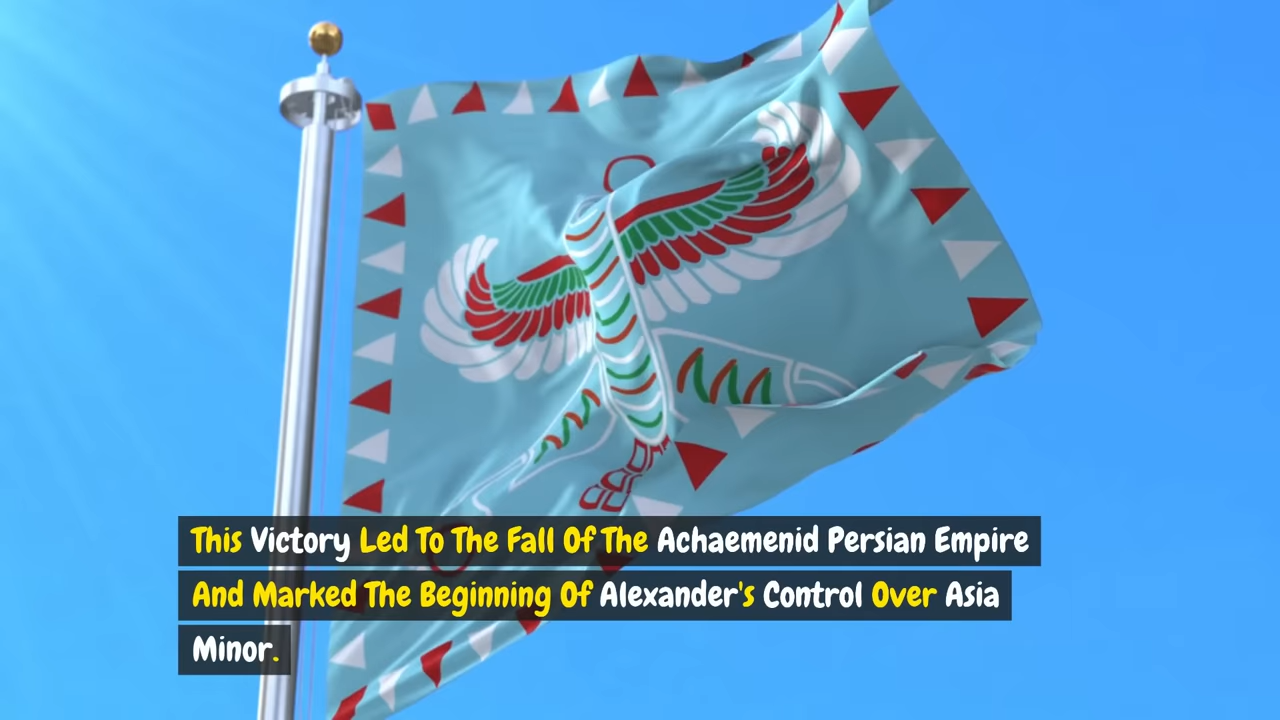 This Victory Led To The Fall Of The Achaemenid Persian Empire
And Marked The Beginning Of Alexander's Control Over Asia
Minor.